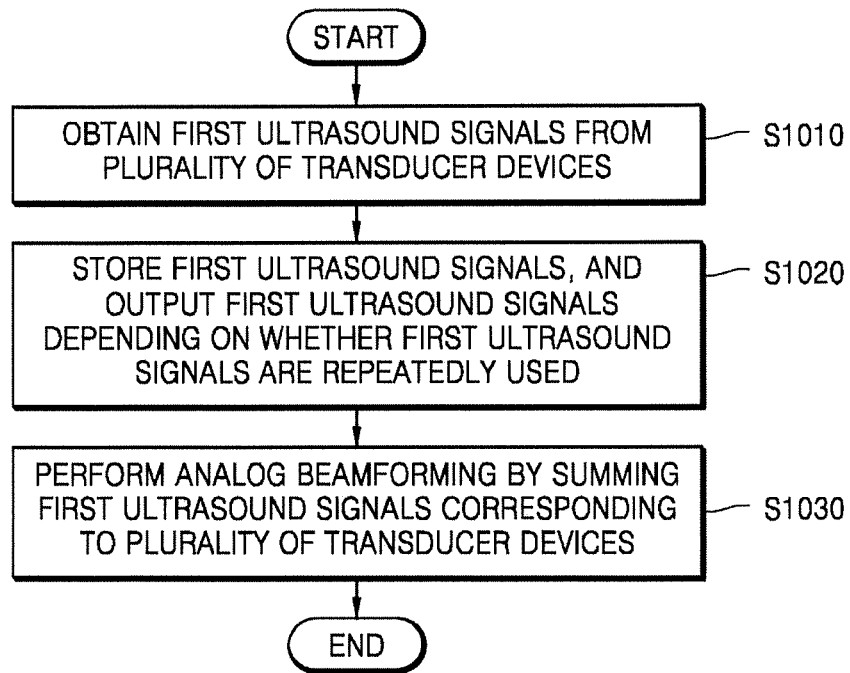 START
OBTAIN FIRST ULTRASOUND SIGNALS FROM
PLURALITY OF TRANSDUCER DEVICES
S1010
STORE FIRST ULTRASOUND SIGNALS, AND
OUTPUT FIRST ULTRASOUND SIGNALS
DEPENDING ON WHETHER FIRST ULTRASOUND
SIGNALS ARE REPEATEDLY USED
S1020
PERFORM ANALOG BEAMFORMING BY SUMMING
FIRST ULTRASOUND SIGNALS CORRESPONDING
TO PLURALITY OF TRANSDUCER DEVICES
S1030
END